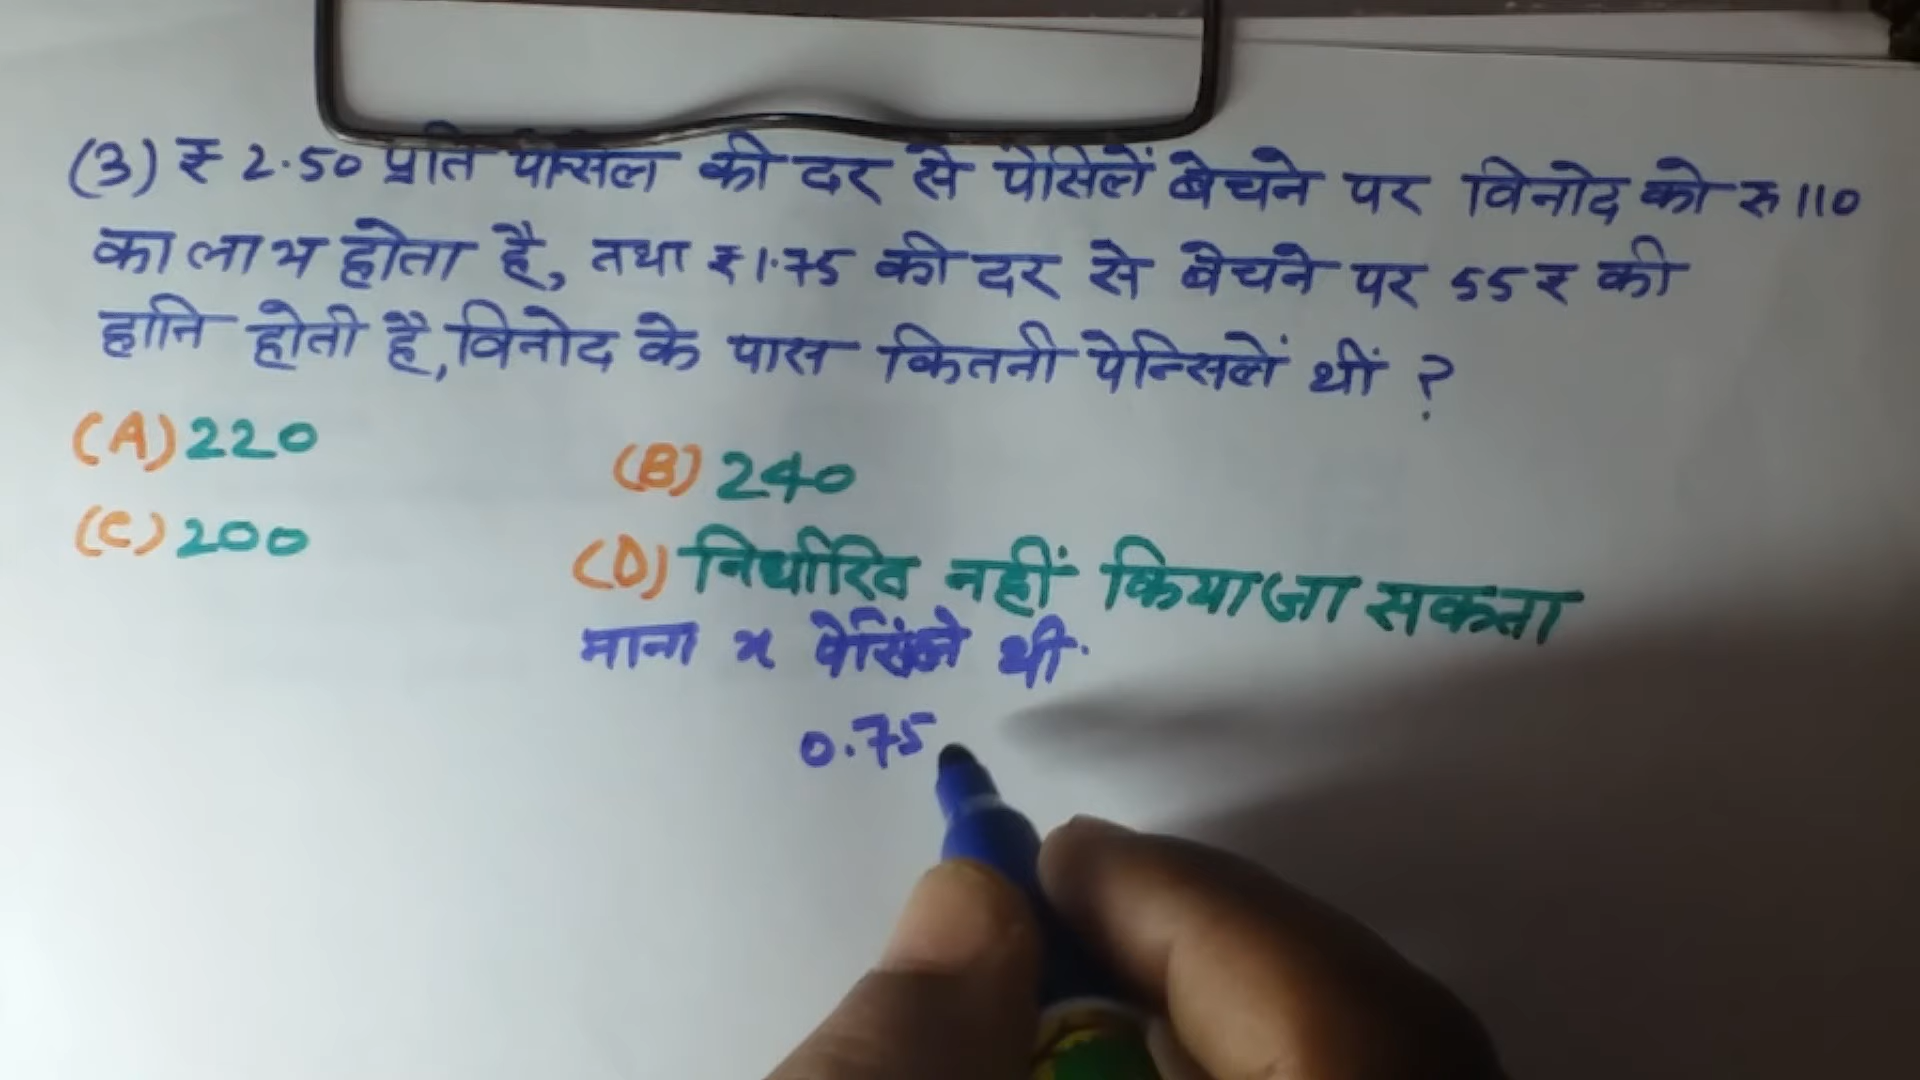 (3) ₹ 2.50 प्रति पेन्सिल की दर से पेंसिलें बेचने पर विनोद को रु 110
का लाभ होता है, तथा ₹1.75 की दर से बेचने पर 55₹ की
हानि होती है, विनोद के पास कितनी पेन्सिलें थीं ?
(A) 220
(B) 240
(C) 200
(D) निर्धारित नहीं किया जा सकता
माना x पेंसिले थी.
0.75